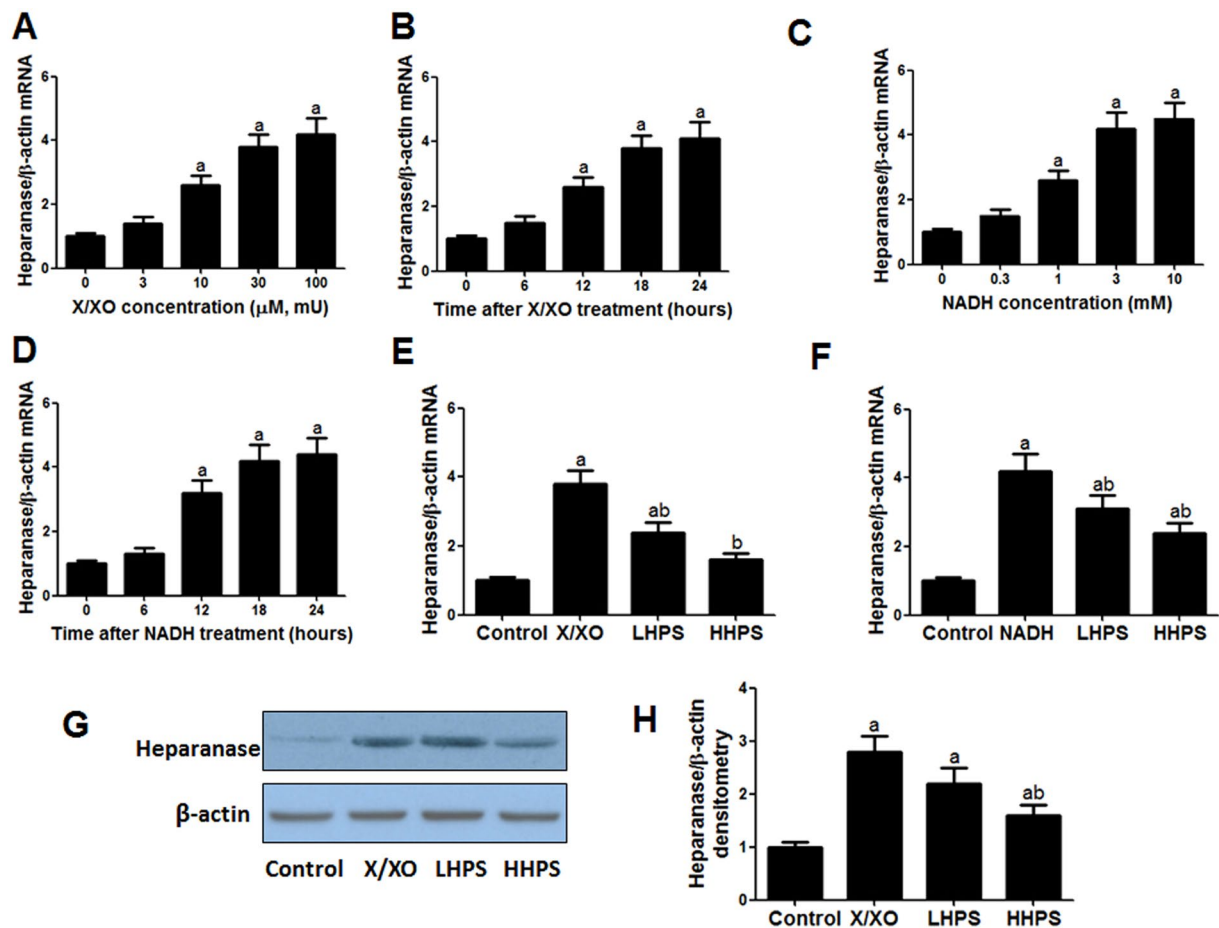 A
Heparanase/β-actin mRNA
6
4
2
0
a
a
a
0 3 10 30 100
X/XO concentration (μM, mU)
B
Heparanase/β-actin mRNA
6
4
2
0
a
a
a
0 6 12 18 24
Time after X/XO treatment (hours)
C
Heparanase/β-actin mRNA
6
4
2
0
a
a
a
0 0.3 1 3 10
NADH concentration (mM)
D
Heparanase/β-actin mRNA
6
4
2
0
a
a
a
0 6 12 18 24
Time after NADH treatment (hours)
E
Heparanase/β-actin mRNA
6
4
2
0
a
ab
b
Control X/XO LHPS HHPS
F
Heparanase/β-actin mRNA
6
4
2
0
a
ab
ab
Control NADH LHPS HHPS
G
Heparanase
β-actin
Control X/XO LHPS HHPS
H
Heparanase/β-actin
densitometry
4
3
2
1
0
a
a
ab
Control X/XO LHPS HHPS